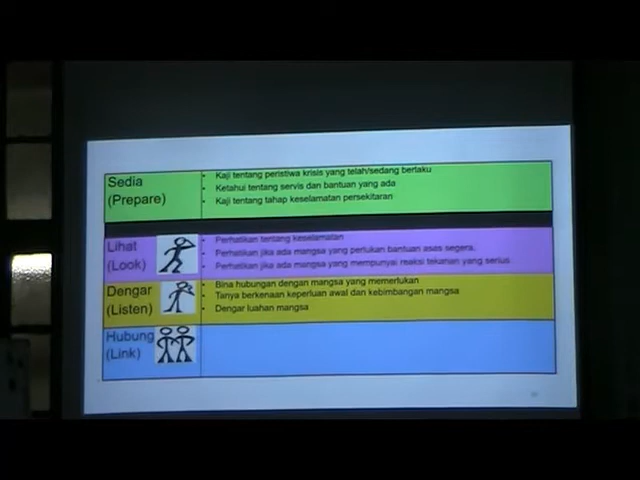 Sedia
(Prepare)
• Kaji tentang peristiwa krisis yang telah/sedang berlaku
• Ketahui tentang servis dan bantuan yang ada
• Kaji tentang tahap keselamatan persekitaran
Lihat
(Look)
• Perhatikan tentang keselamatan
• Perhatikan jika ada mangsa yang perlukan bantuan asas segera.
• Perhatikan jika ada mangsa yang mempunyai reaksi tekanan yang serius
Dengar
(Listen)
• Bina hubungan dengan mangsa yang memerlukan
• Tanya berkenaan keperluan awal dan kebimbangan mangsa
• Dengar luahan mangsa
Hubung
(Link)